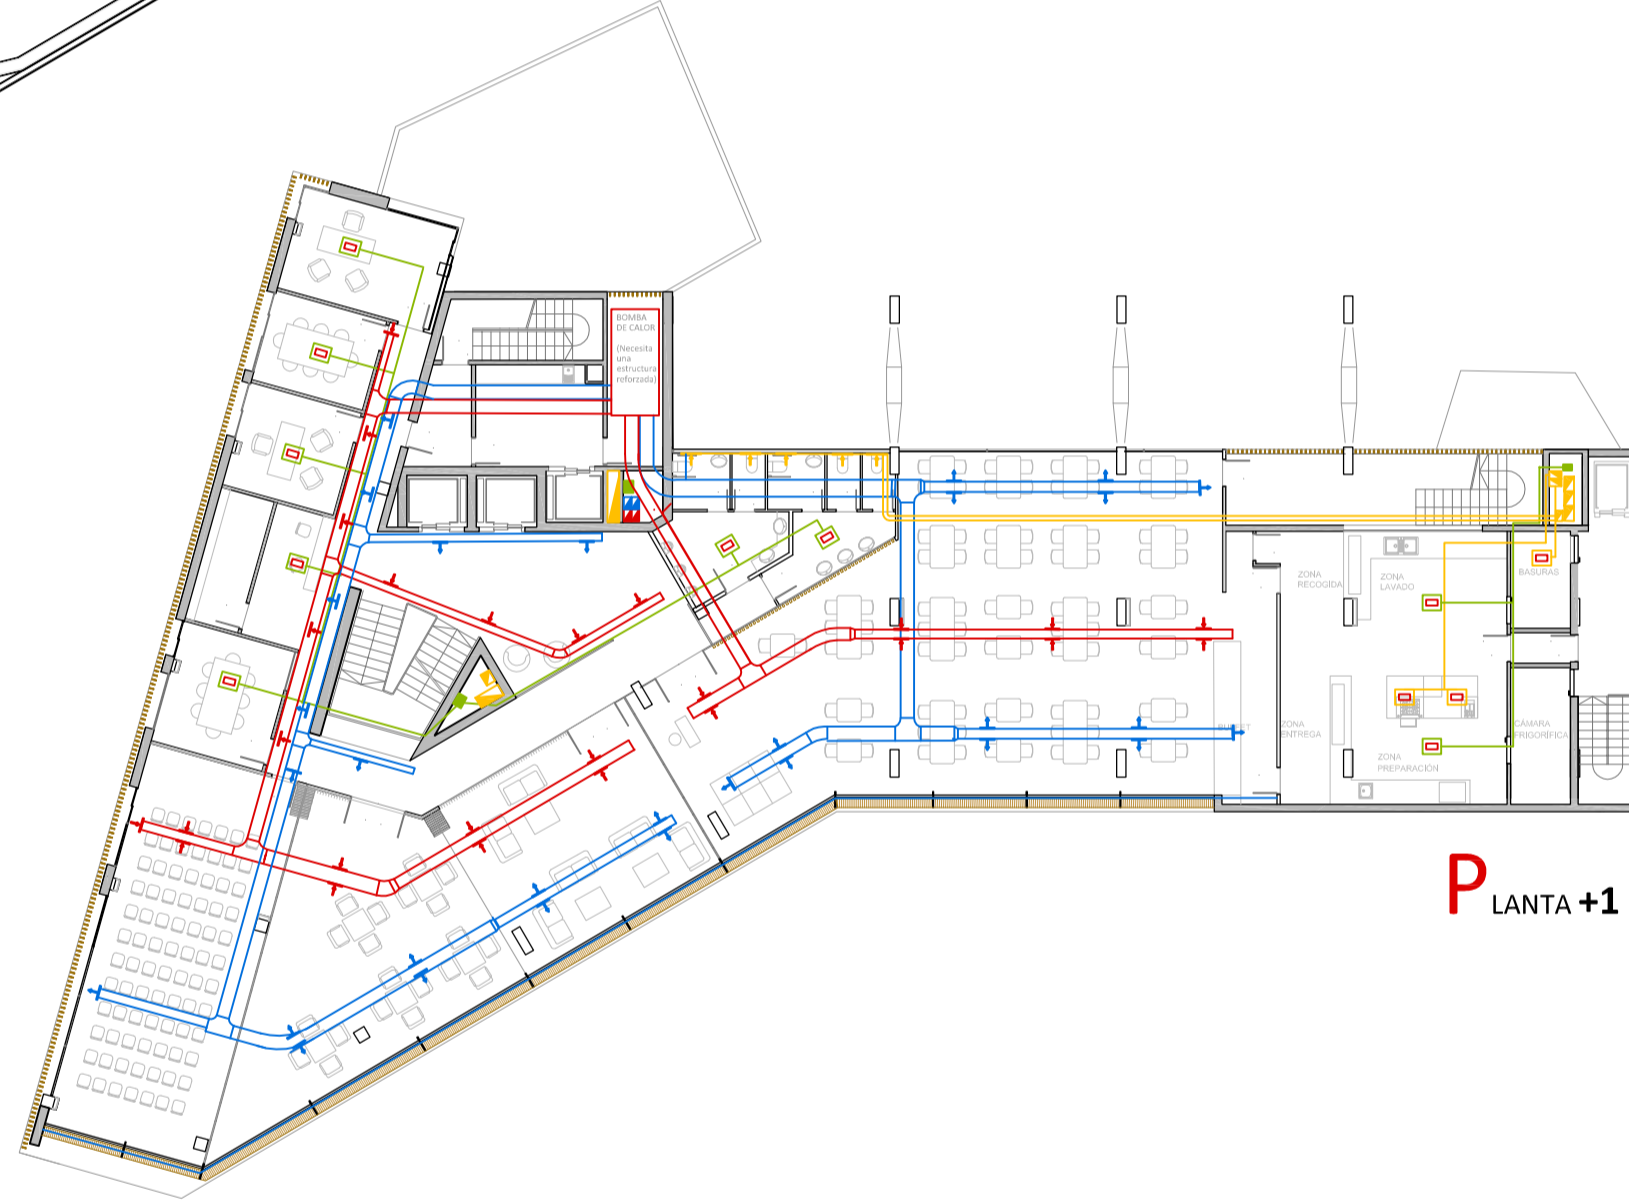 BOMBA
DE CALOR
(Necesita
una
estructura
reforzada)
ZONA
RECOGIDA
ZONA
LAVADO
BASURAS
BUFFET
ZONA
ENTREGA
CÁMARA
FRIGORÍFICA
ZONA
PREPARACIÓN
PLANTA +1